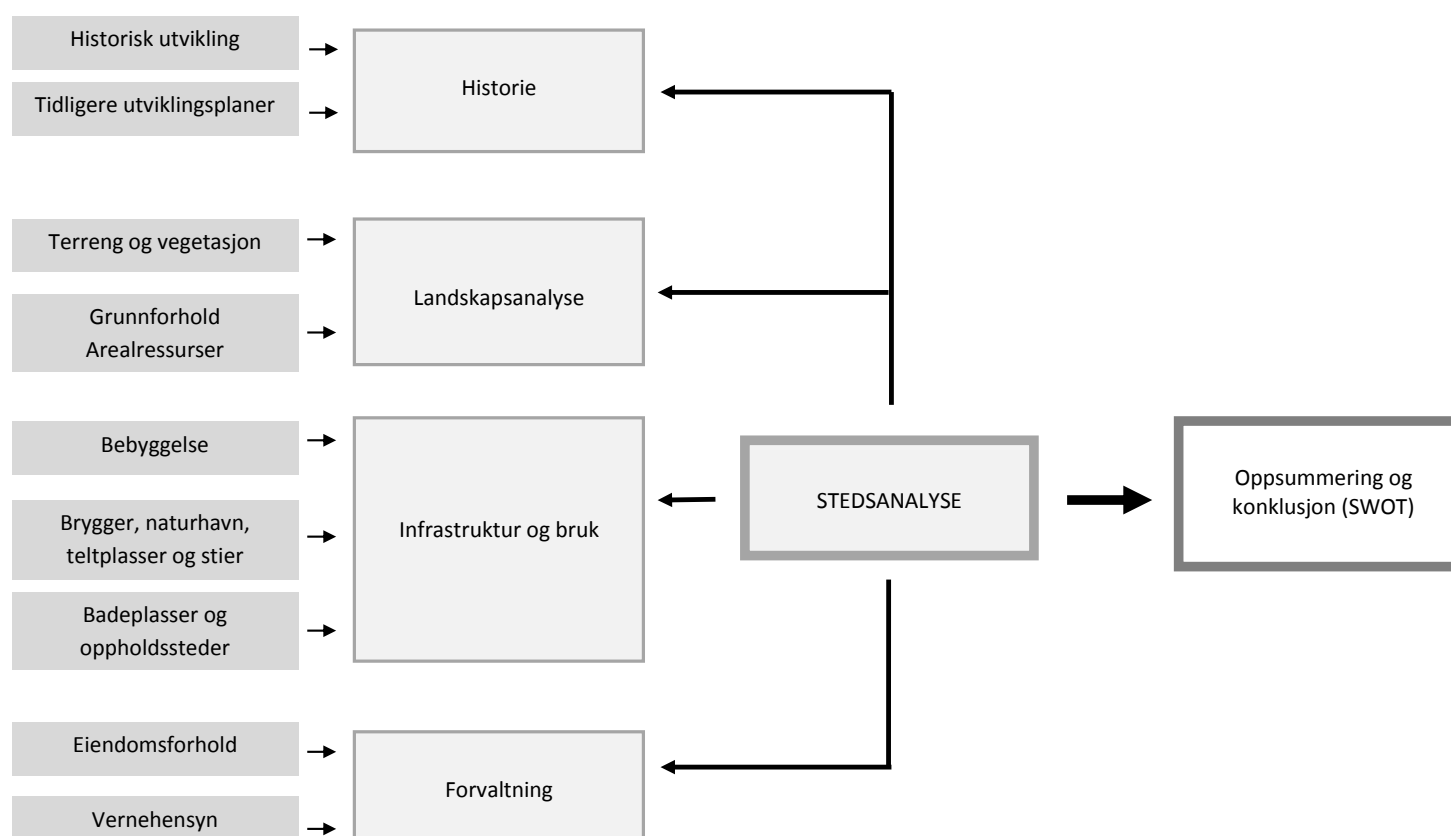 Historisk utvikling
Tidligere utviklingsplaner
Historie
Terreng og vegetasjon
Grunnforhold
Arealressurser
Landskapsanalyse
Bebyggelse
Brygger, naturhavn,
teltplasser og stier
Badeplasser og
oppholdssteder
Infrastruktur og bruk
STEDSANALYSE
Oppsummering og
konklusjon (SWOT)
Eiendomsforhold
Vernehensyn
Forvaltning